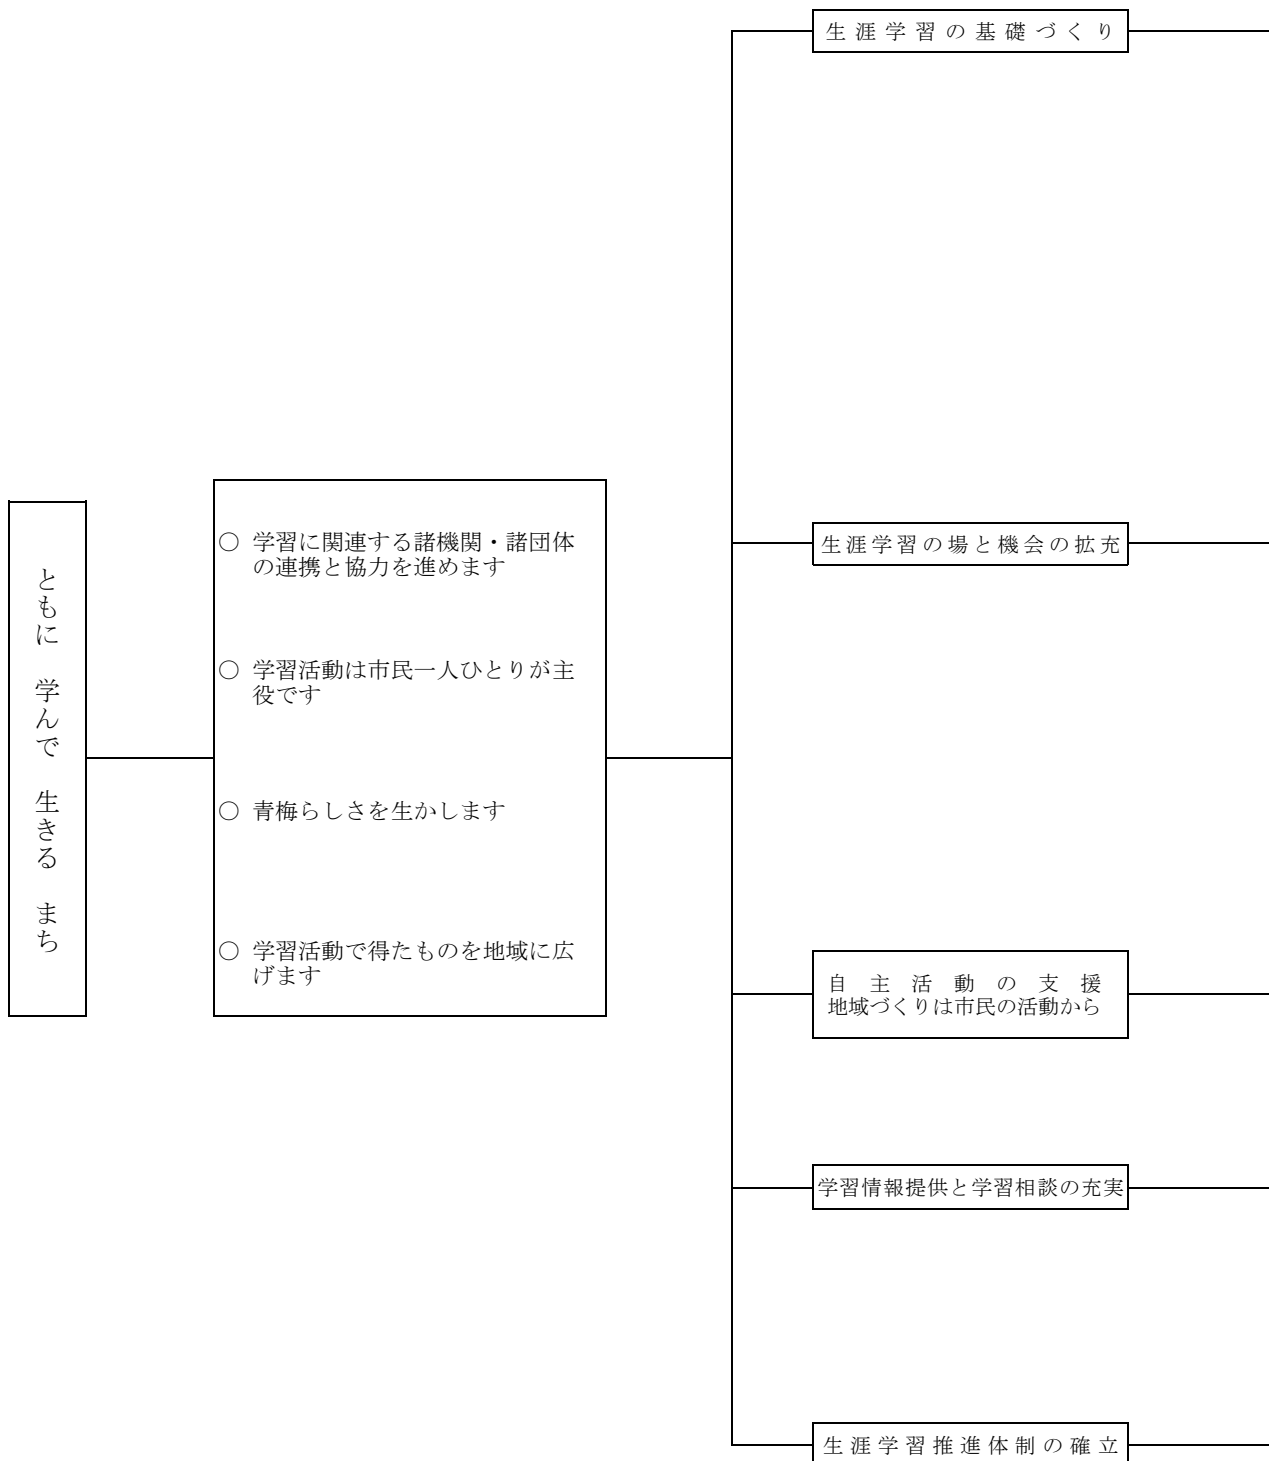 ともに　学んで　生きる　まち
○ 学習に関連する諸機関・諸団体
の連携と協力を進めます
○ 学習活動は市民一人ひとりが主
役です
○ 青梅らしさを生かします
○ 学習活動で得たものを地域に広
げます
生涯学習の基礎づくり
生涯学習の場と機会の拡充
自主活動の支援
地域づくりは市民の活動から
学習情報提供と学習相談の充実
生涯学習推進体制の確立